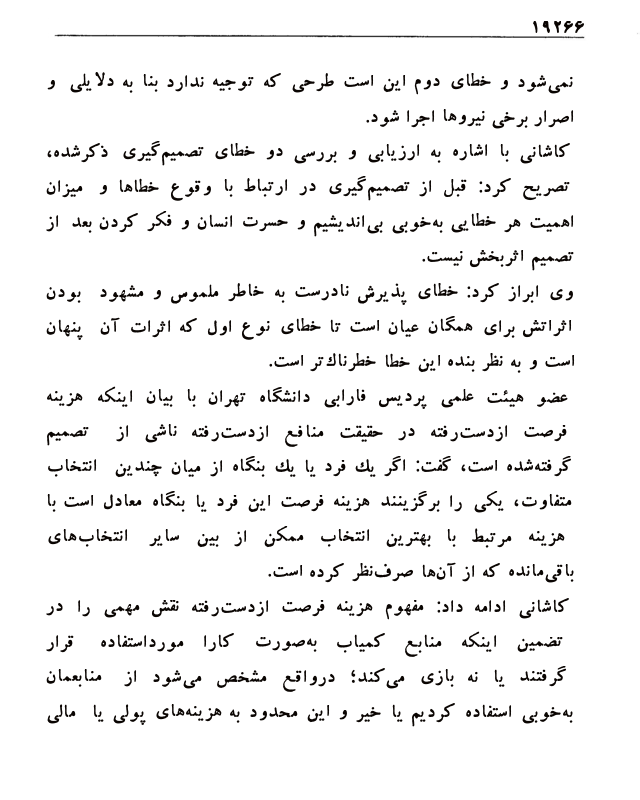 ۱۹۲۶۶
نمی‌شود و خطای دوم این است طرحی که توجیه ندارد بنا به دلایلی و
اصرار برخی نیروها اجرا شود.
کاشانی با اشاره به ارزیابی و بررسی دو خطای تصمیم‌گیری ذکرشده،
تصریح کرد: قبل از تصمیم‌گیری در ارتباط با وقوع خطاها و میزان
اهمیت هر خطایی به‌خوبی بی‌اندیشیم و حسرت انسان و فکر کردن بعد از
تصمیم اثربخش نیست.
وی ابراز کرد: خطای پذیرش نادرست به خاطر ملموس و مشهود بودن
اثراتش برای همگان عیان است تا خطای نوع اول که اثرات آن پنهان
است و به نظر بنده این خطا خطرناك‌تر است.
عضو هیئت علمی پردیس فارابی دانشگاه تهران با بیان اینکه هزینه
فرصت ازدست‌رفته در حقیقت منافع ازدست‌رفته ناشی از تصمیم
گرفته‌شده است، گفت: اگر یك فرد یا یك بنگاه از میان چندین انتخاب
متفاوت، یکی را برگزینند هزینه فرصت این فرد یا بنگاه معادل است با
هزینه مرتبط با بهترین انتخاب ممکن از بین سایر انتخاب‌های
باقی‌مانده که از آن‌ها صرف‌نظر کرده است.
کاشانی ادامه داد: مفهوم هزینه فرصت ازدست‌رفته نقش مهمی را در
تضمین اینکه منابع کمیاب به‌صورت کارا مورداستفاده قرار
گرفتند یا نه بازی می‌کند؛ درواقع مشخص می‌شود از منابعمان
به‌خوبی استفاده کردیم یا خیر و این محدود به هزینه‌های پولی یا مالی